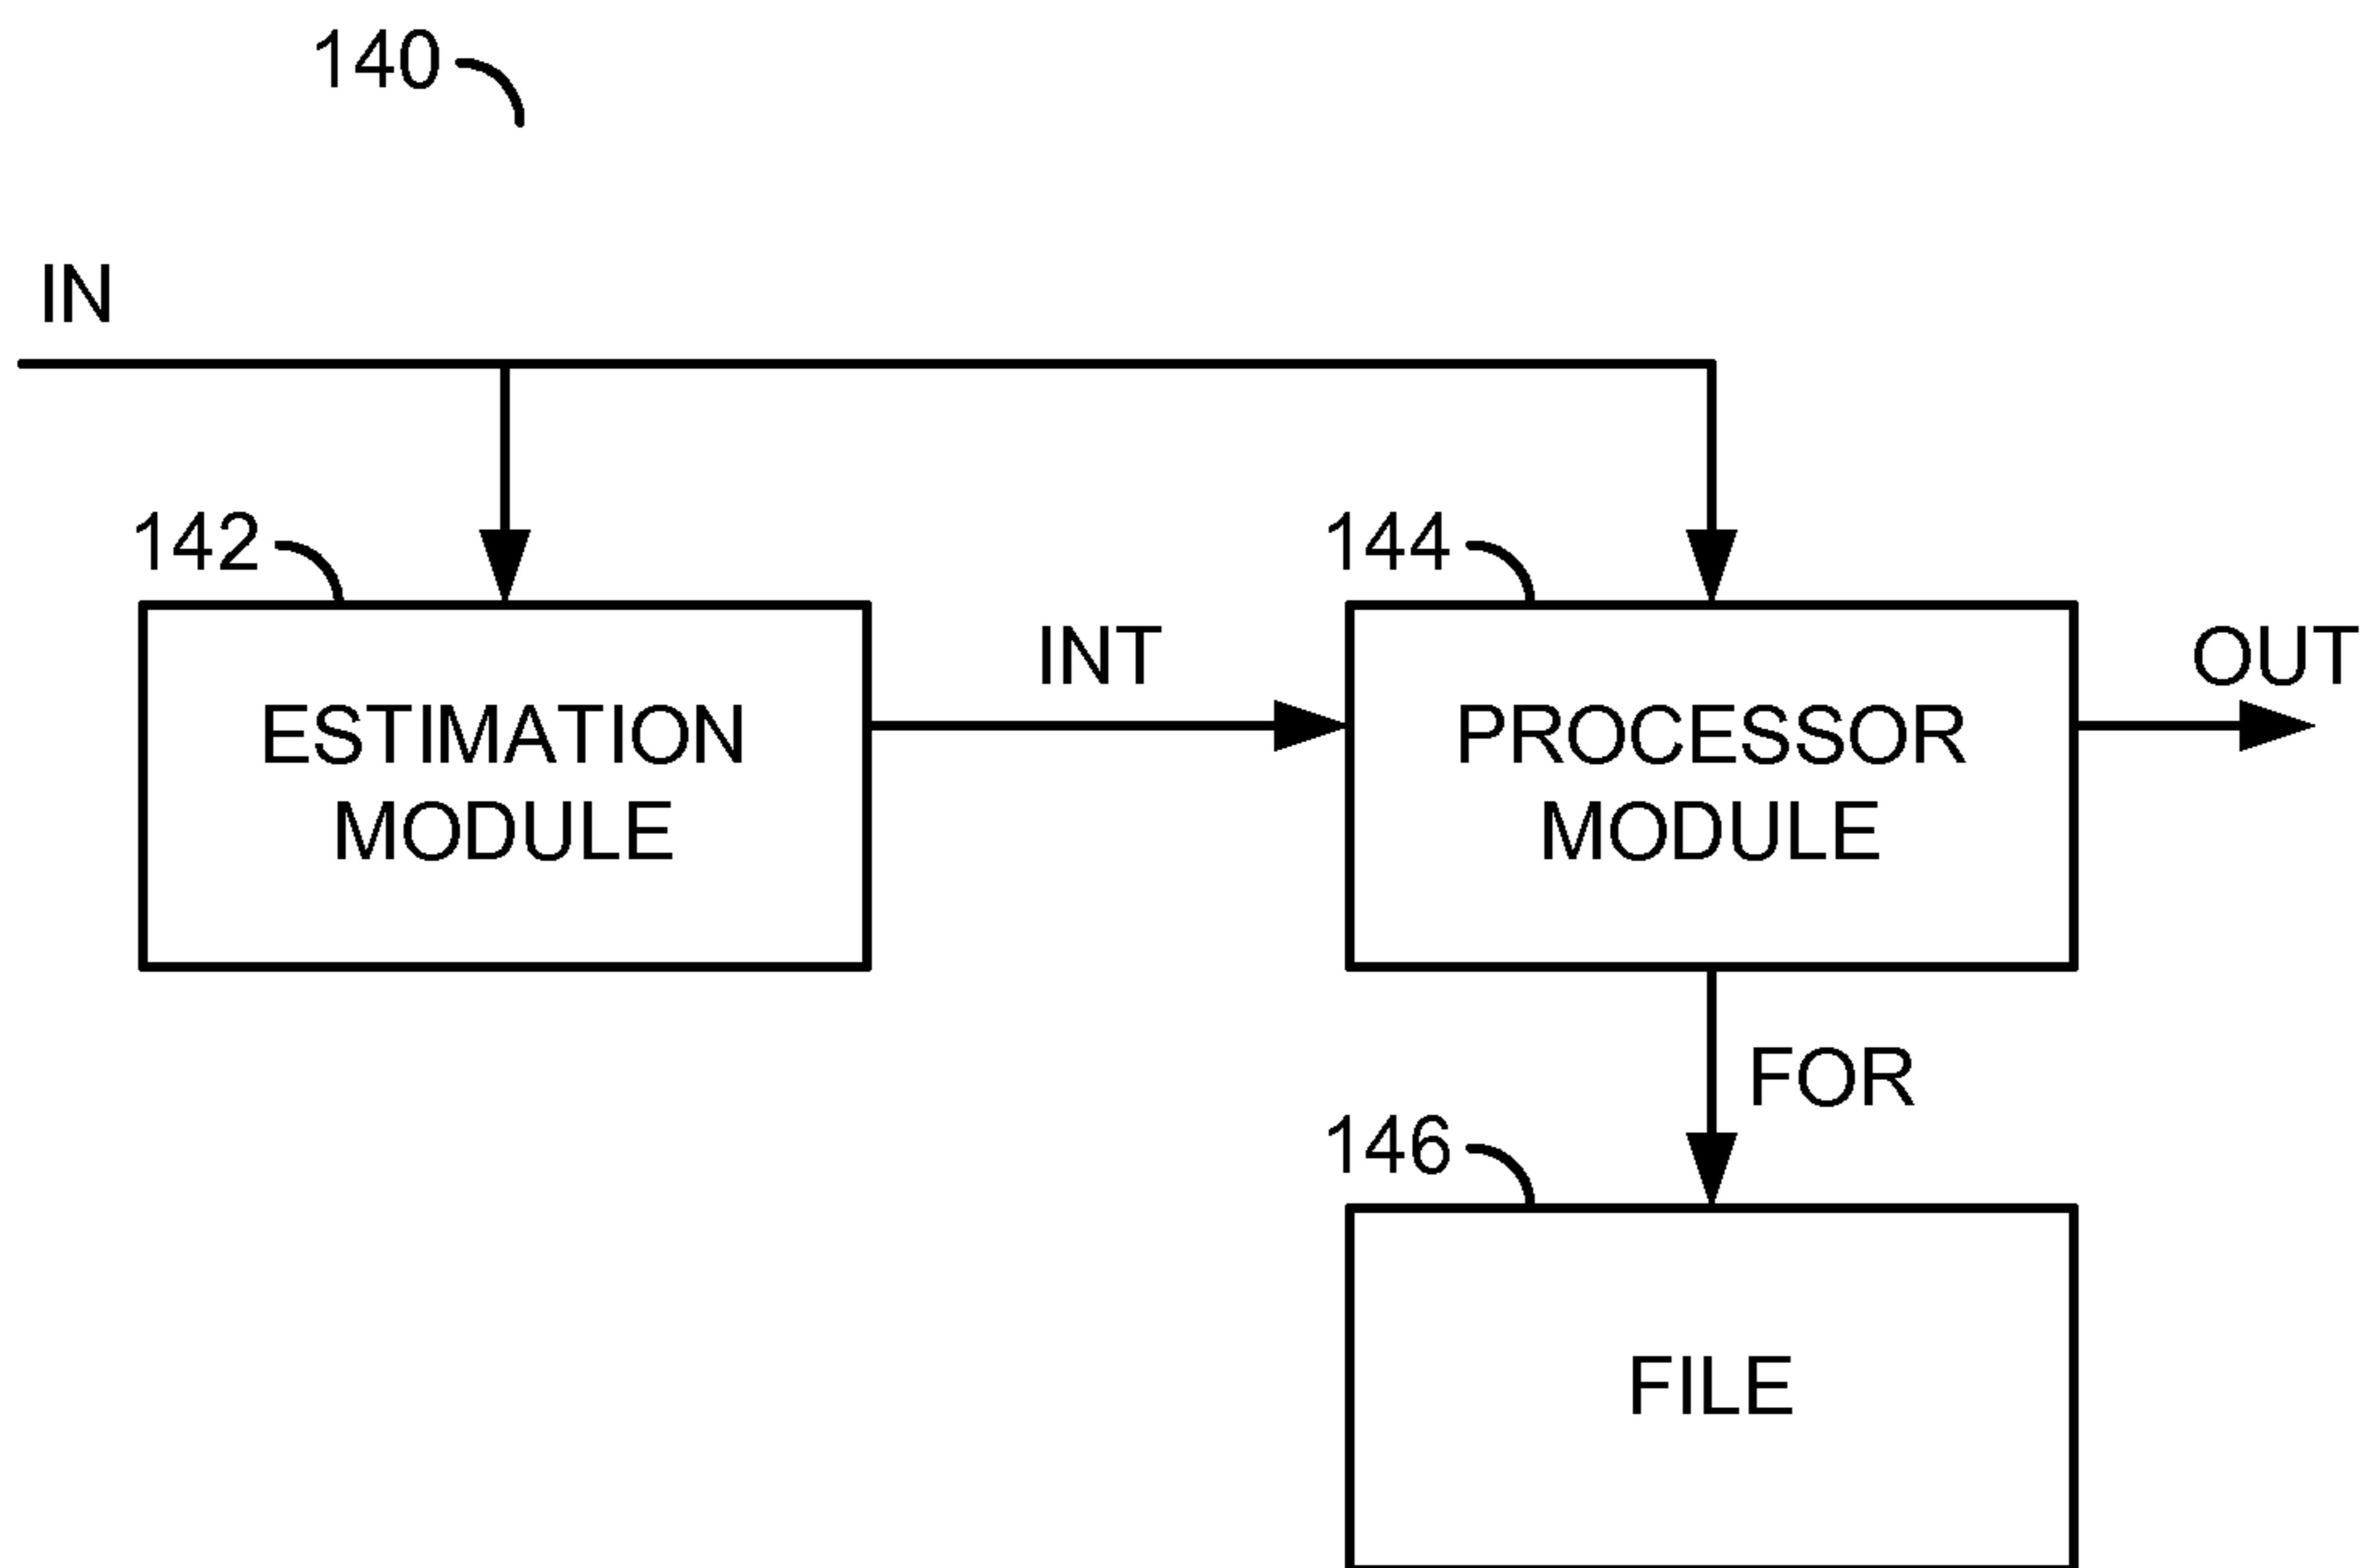 140
IN
142
144
INT
OUT
ESTIMATION
MODULE
PROCESSOR
MODULE
FOR
146
FILE